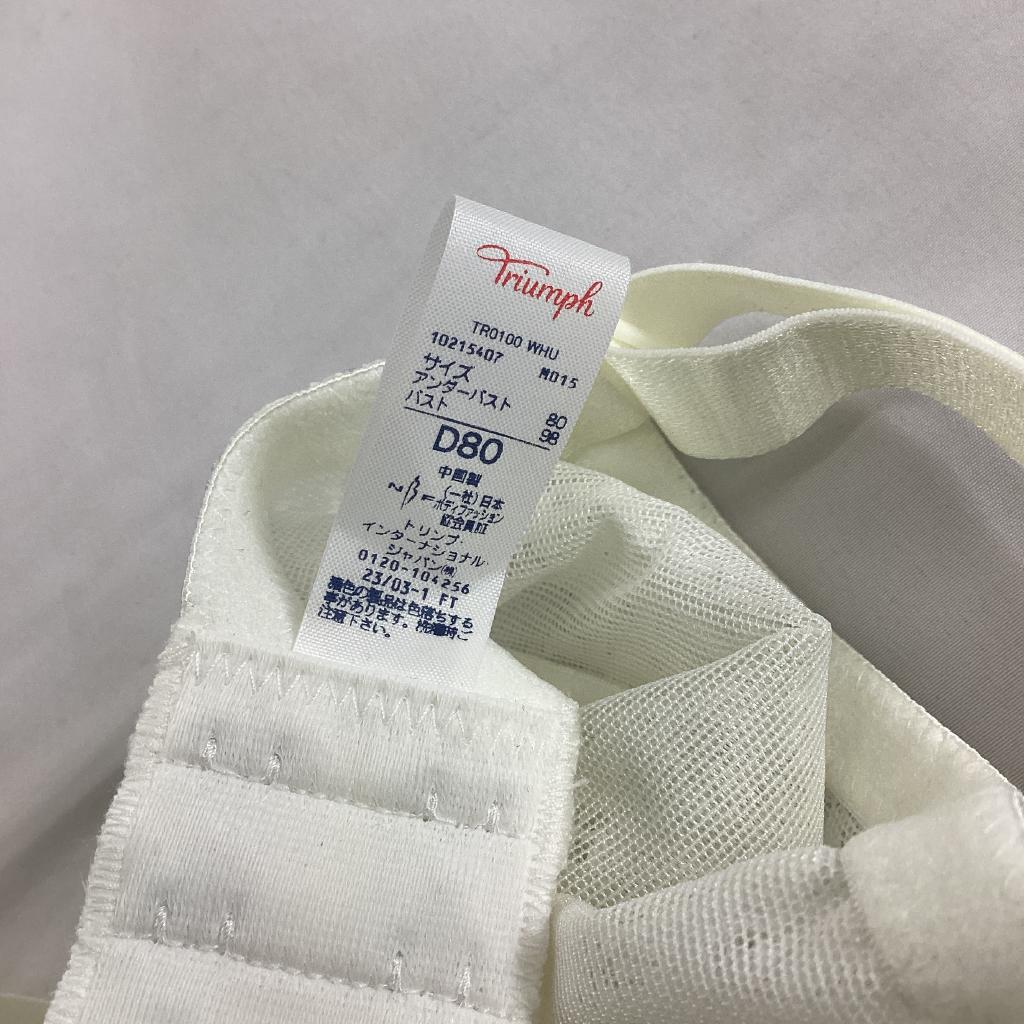 Triumph
TR0100 WHU
10215407 M015
サイズ
アンダーバスト 80
バスト 98
D80
中国製
(一社)日本
ボディファッション
協会員証
トリンプ・
インターナショナル・
ジャパン(株)
0120-104256
23/03-1 FT
濃色の製品は色落ちする
事があります。洗濯時ご
注意下さい。